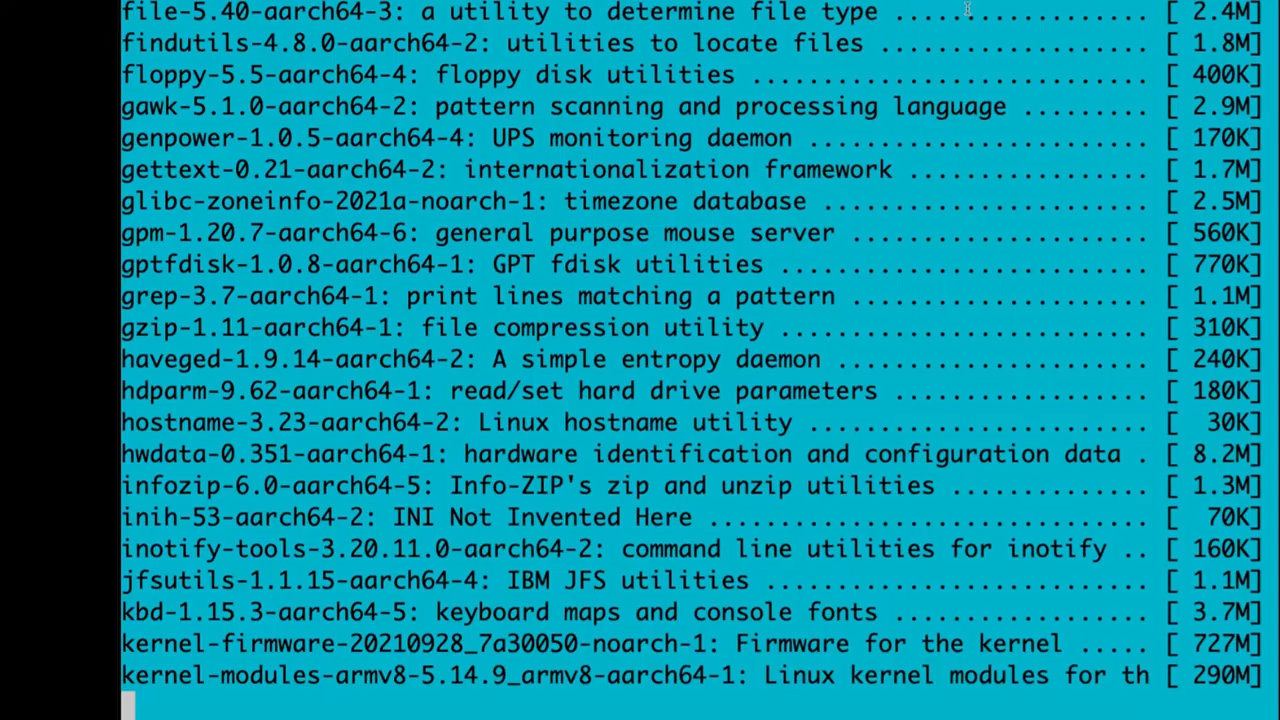 file-5.40-aarch64-3: a utility to determine file type .................. [ 2.4M]
findutils-4.8.0-aarch64-2: utilities to locate files ................... [ 1.8M]
floppy-5.5-aarch64-4: floppy disk utilities ............................ [ 400K]
gawk-5.1.0-aarch64-2: pattern scanning and processing language ......... [ 2.9M]
genpower-1.0.5-aarch64-4: UPS monitoring daemon ........................ [ 170K]
gettext-0.21-aarch64-2: internationalization framework ................. [ 1.7M]
glibc-zoneinfo-2021a-noarch-1: timezone database ....................... [ 2.5M]
gpm-1.20.7-aarch64-6: general purpose mouse server ..................... [ 560K]
gptfdisk-1.0.8-aarch64-1: GPT fdisk utilities .......................... [ 770K]
grep-3.7-aarch64-1: print lines matching a pattern ..................... [ 1.1M]
gzip-1.11-aarch64-1: file compression utility .......................... [ 310K]
haveged-1.9.14-aarch64-2: A simple entropy daemon ...................... [ 240K]
hdparm-9.62-aarch64-1: read/set hard drive parameters .................. [ 180K]
hostname-3.23-aarch64-2: Linux hostname utility ........................ [  30K]
hwdata-0.351-aarch64-1: hardware identification and configuration data . [ 8.2M]
infozip-6.0-aarch64-5: Info-ZIP's zip and unzip utilities .............. [ 1.3M]
inih-53-aarch64-2: INI Not Invented Here ............................... [  70K]
inotify-tools-3.20.11.0-aarch64-2: command line utilities for inotify .. [ 160K]
jfsutils-1.1.15-aarch64-4: IBM JFS utilities ........................... [ 1.1M]
kbd-1.15.3-aarch64-5: keyboard maps and console fonts .................. [ 3.7M]
kernel-firmware-20210928_7a30050-noarch-1: Firmware for the kernel ..... [ 727M]
kernel-modules-armv8-5.14.9_armv8-aarch64-1: Linux kernel modules for th [ 290M]